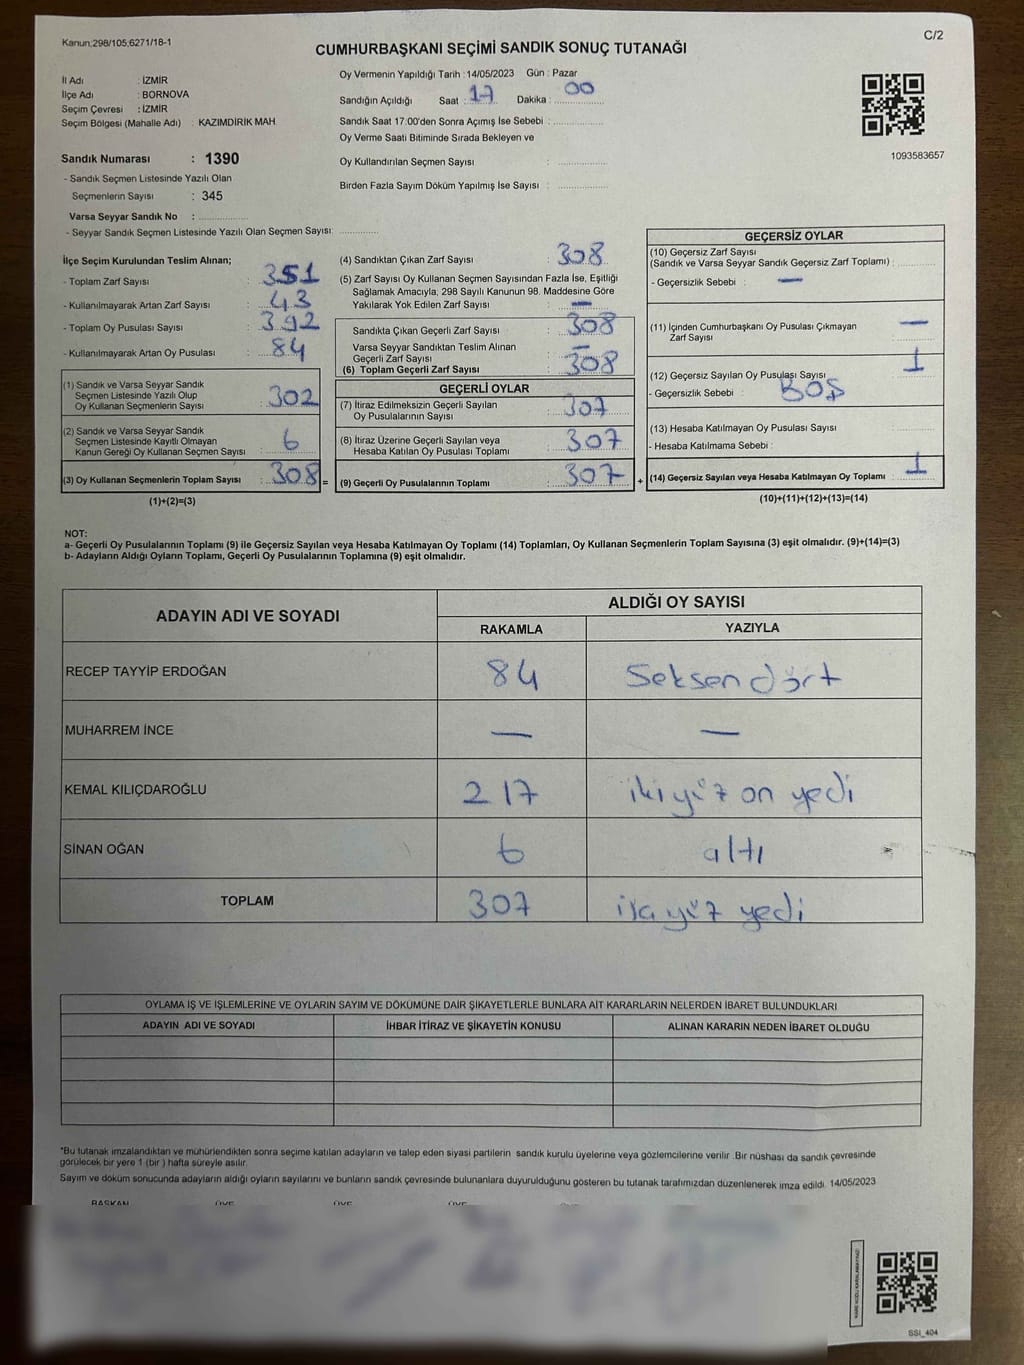 Kanun;298/105,6271/18-1
C/2
CUMHURBAŞKANI SEÇİMİ SANDIK SONUÇ TUTANAĞI
İl Adı : İZMİR
İlçe Adı : BORNOVA
Seçim Çevresi : İZMİR
Seçim Bölgesi (Mahalle Adı) : KAZIMDİRİK MAH.
Sandık Numarası : 1390
- Sandık Seçmen Listesinde Yazılı Olan
Seçmenlerin Sayısı : 345
Varsa Seyyar Sandık No : ..............
- Seyyar Sandık Seçmen Listesinde Yazılı Olan Seçmen Sayısı: ............
Oy Vermenin Yapıldığı Tarih : 14/05/2023 Gün : Pazar
Sandığın Açıldığı Saat : 17 Dakika : 00
Sandık Saat 17:00'den Sonra Açımış İse Sebebi : ..............
Oy Verme Saati Bitiminde Sırada Bekleyen ve
Oy Kullandırılan Seçmen Sayısı : ..............
Birden Fazla Sayım Döküm Yapılmış İse Sayısı : ..............
1093583657
İlçe Seçim Kurulundan Teslim Alınan;
- Toplam Zarf Sayısı : 351
- Kullanılmayarak Artan Zarf Sayısı : 43
- Toplam Oy Pusulası Sayısı : 392
- Kullanılmayarak Artan Oy Pusulası : 84
(1) Sandık ve Varsa Seyyar Sandık
Seçmen Listesinde Yazılı Olup
Oy Kullanan Seçmenlerin Sayısı : 302
(2) Sandık ve Varsa Seyyar Sandık
Seçmen Listesinde Kayıtlı Olmayan
Kanun Gereği Oy Kullanan Seçmen Sayısı : 6
(3) Oy Kullanan Seçmenlerin Toplam Sayısı : 308 =
(1)+(2)=(3)
(4) Sandıktan Çıkan Zarf Sayısı : 308
(5) Zarf Sayısı Oy Kullanan Seçmen Sayısından Fazla İse, Eşitliği
Sağlamak Amacıyla, 298 Sayılı Kanunun 98. Maddesine Göre
Yakılarak Yok Edilen Zarf Sayısı : —
Sandıkta Çıkan Geçerli Zarf Sayısı : 308
Varsa Seyyar Sandıktan Teslim Alınan
Geçerli Zarf Sayısı : —
(6) Toplam Geçerli Zarf Sayısı : 308
GEÇERLİ OYLAR
(7) İtiraz Edilmeksizin Geçerli Sayılan
Oy Pusulalarının Sayısı : 307
(8) İtiraz Üzerine Geçerli Sayılan veya
Hesaba Katılan Oy Pusulası Toplamı : 307
(9) Geçerli Oy Pusulalarının Toplamı : 307 +
GEÇERSİZ OYLAR
(10) Geçersiz Zarf Sayısı
(Sandık ve Varsa Seyyar Sandık Geçersiz Zarf Toplamı) : ..........
- Geçersizlik Sebebi : —
(11) İçinden Cumhurbaşkanı Oy Pusulası Çıkmayan
Zarf Sayısı : —
(12) Geçersiz Sayılan Oy Pusulası Sayısı : 1
- Geçersizlik Sebebi : BOŞ
(13) Hesaba Katılmayan Oy Pusulası Sayısı : ..........
- Hesaba Katılmama Sebebi :
(14) Geçersiz Sayılan veya Hesaba Katılmayan Oy Toplamı : 1
(10)+(11)+(12)+(13)=(14)
NOT:
a- Geçerli Oy Pusulalarının Toplamı (9) ile Geçersiz Sayılan veya Hesaba Katılmayan Oy Toplamı (14) Toplamları, Oy Kullanan Seçmenlerin Toplam Sayısına (3) eşit olmalıdır. (9)+(14)=(3)
b- Adayların Aldığı Oyların Toplamı, Geçerli Oy Pusulalarının Toplamına (9) eşit olmalıdır.
ADAYIN ADI VE SOYADI ALDIĞI OY SAYISI
RAKAMLA YAZIYLA
RECEP TAYYİP ERDOĞAN 84 Seksen dört
MUHARREM İNCE — —
KEMAL KILIÇDAROĞLU 217 iki yüz on yedi
SİNAN OĞAN 6 altı
TOPLAM 307 yüz yedi
OYLAMA İŞ VE İŞLEMLERİNE VE OYLARIN SAYIM VE DÖKÜMÜNE DAİR ŞİKAYETLERLE BUNLARA AİT KARARLARIN NELERDEN İBARET BULUNDUKLARI
ADAYIN ADI VE SOYADI İHBAR İTİRAZ VE ŞİKAYETİN KONUSU ALINAN KARARIN NEDEN İBARET OLDUĞU
*Bu tutanak imzalandıktan ve mühürlendikten sonra seçime katılan adayların ve talep eden siyasi partilerin sandık kurulu üyelerine veya gözlemcilerine verilir .Bir nüshası da sandık çevresinde
görülecek bir yere 1 (bir ) hafta süreyle asılır.
Sayım ve döküm sonucunda adayların aldığı oyların sayılarını ve bunların sandık çevresinde bulunanlara duyurulduğunu gösteren bu tutanak tarafımızdan düzenlenerek imza edildi. 14/05/2023
BAŞKAN ÜYE ÜYE ÜYE
SSI_404